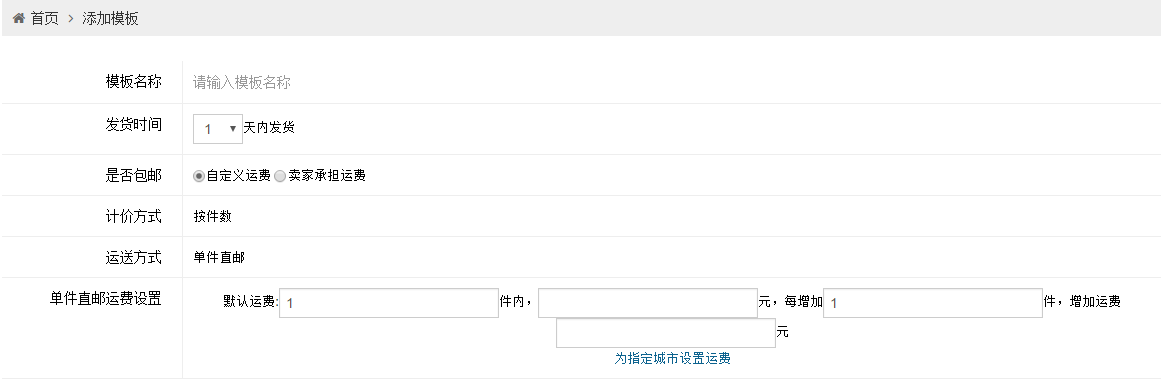 首页 > 添加模板
模板名称 请输入模板名称
发货时间 1 天内发货
是否包邮 自定义运费 卖家承担运费
计价方式 按件数
运送方式 单件直邮
单件直邮运费设置 默认运费: 1 件内， 元，每增加 1 件，增加运费
元
为指定城市设置运费